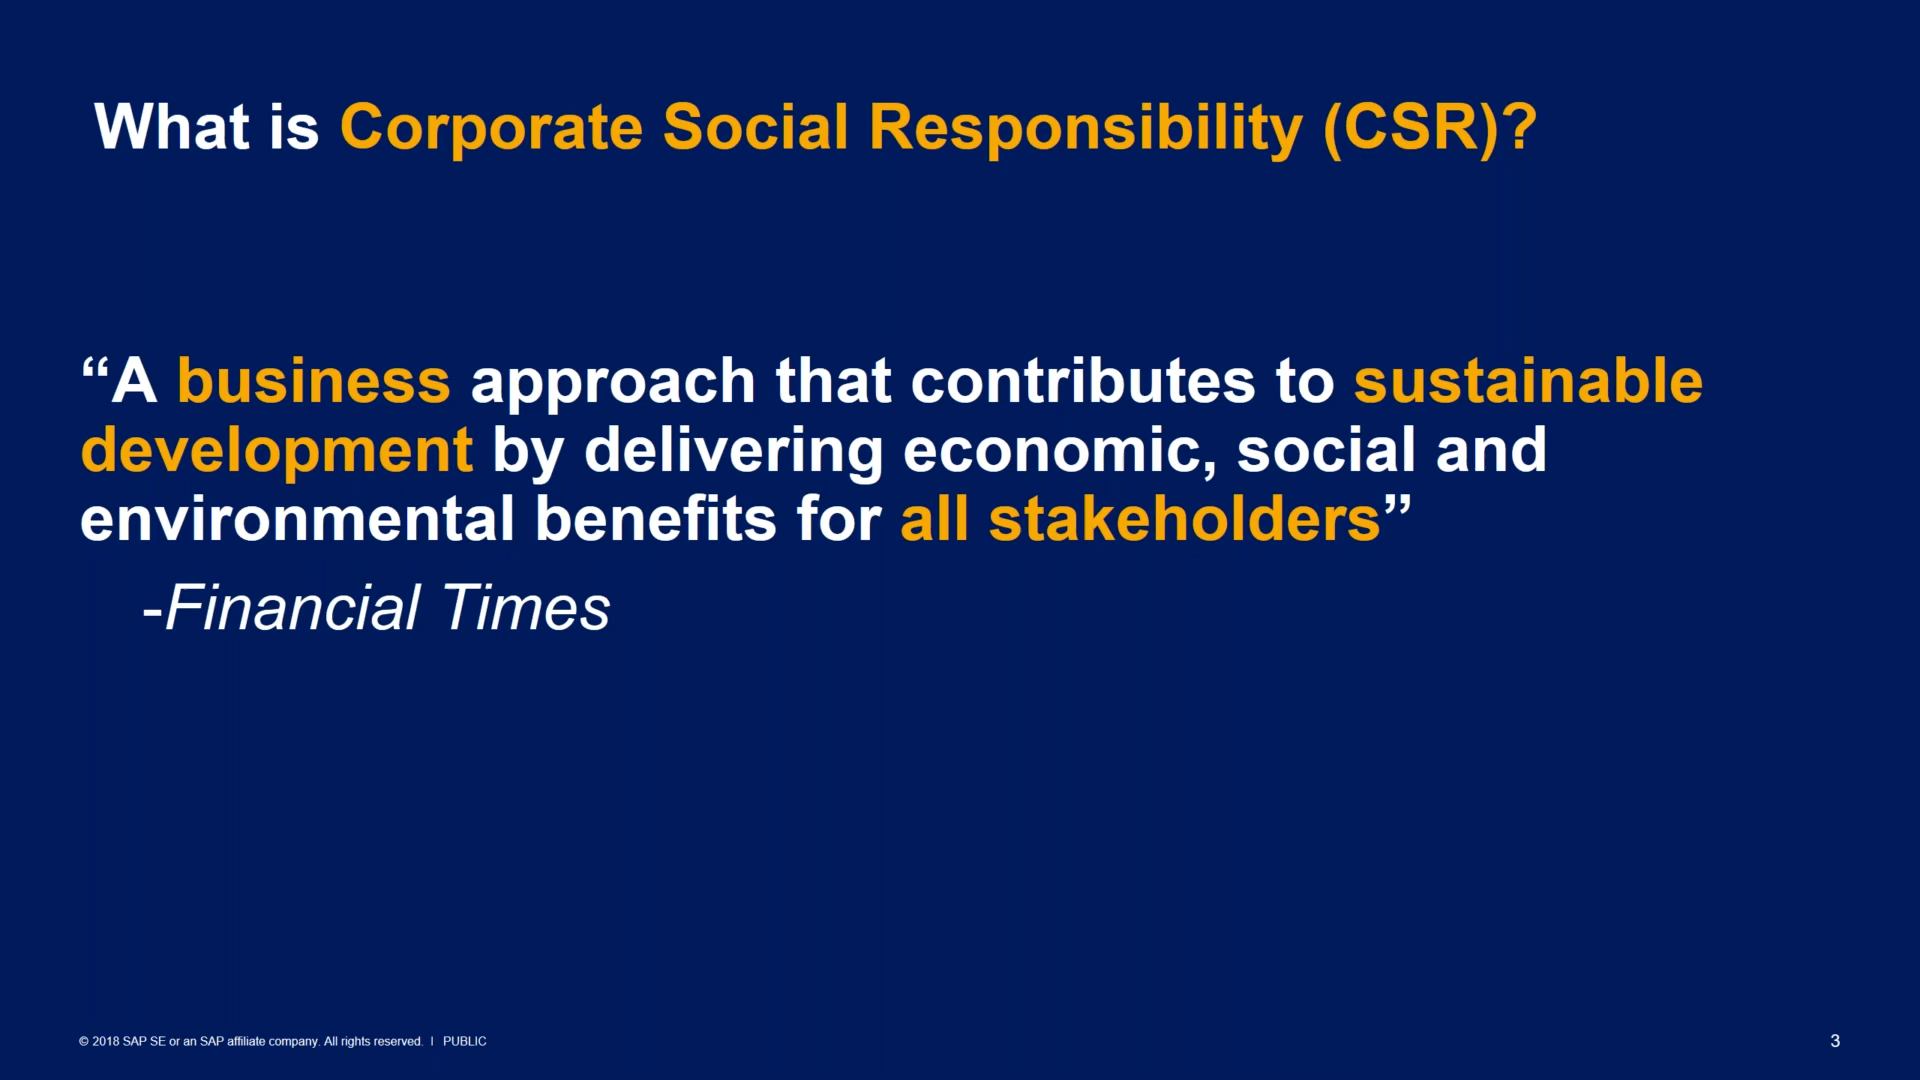 What is Corporate Social Responsibility (CSR)?
“A business approach that contributes to sustainable
development by delivering economic, social and
environmental benefits for all stakeholders”
-Financial Times
© 2018 SAP SE or an SAP affiliate company. All rights reserved. I PUBLIC
3